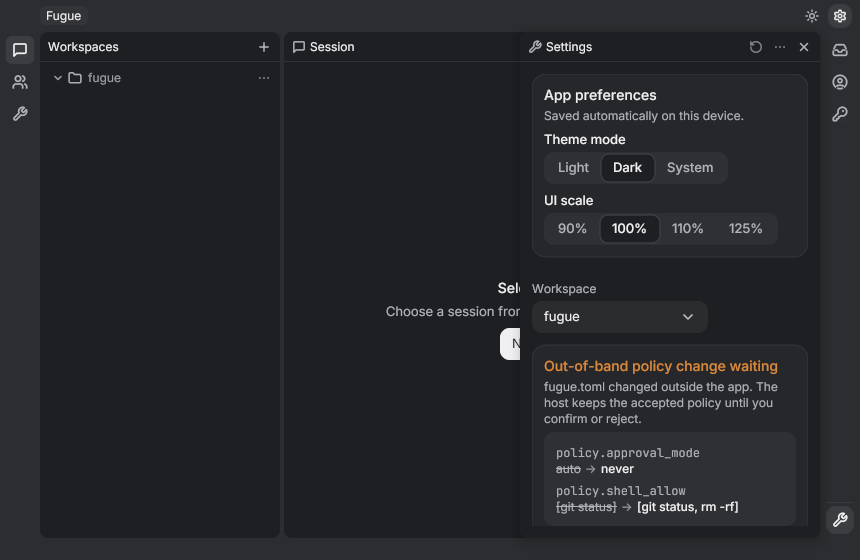 Fugue
Workspaces
fugue
Session
Choose a session from
Settings
App preferences
Saved automatically on this device.
Theme mode
Light Dark System
UI scale
90% 100% 110% 125%
Workspace
fugue
Out-of-band policy change waiting
fugue.toml changed outside the app. The
host keeps the accepted policy until you
confirm or reject.
policy.approval_mode
auto → never
policy.shell_allow
[git status] → [git status, rm -rf]